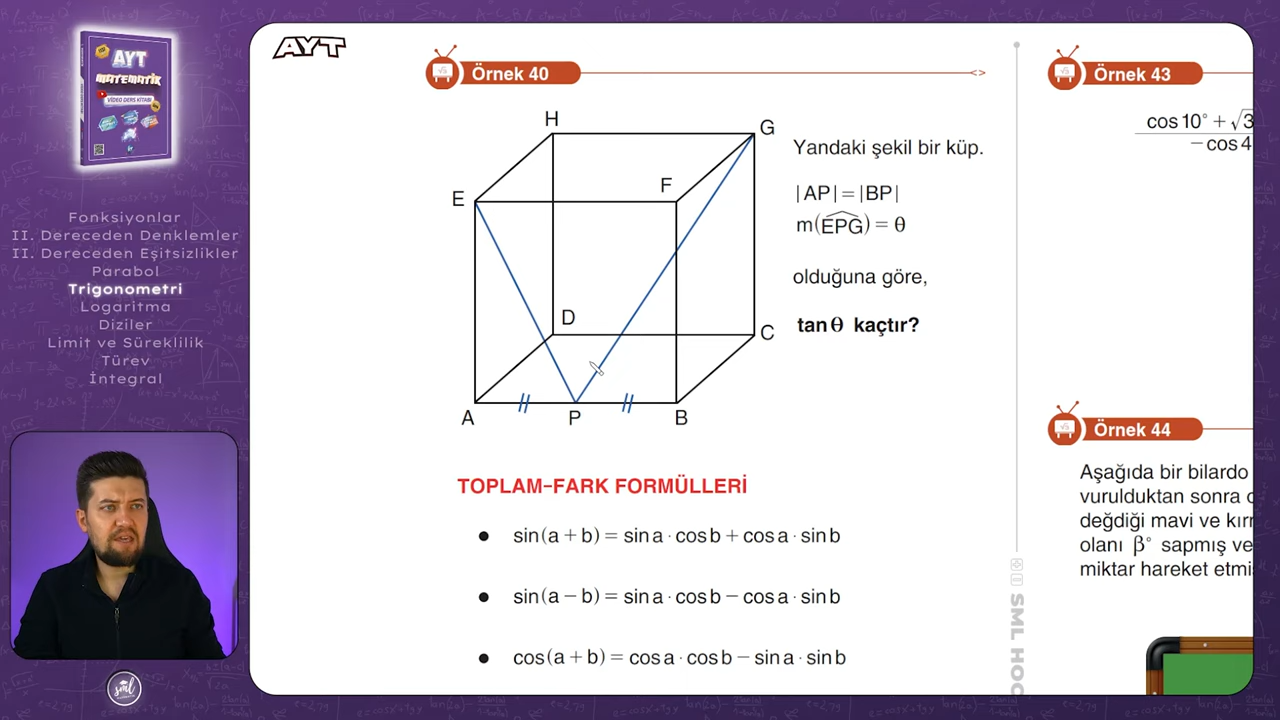 AYT
MATEMATİK
VİDEO DERS KİTABI
Fonksiyonlar
II. Dereceden Denklemler
II. Dereceden Eşitsizlikler
Parabol
Trigonometri
Logaritma
Diziler
Limit ve Süreklilik
Türev
İntegral
sml
AYT
Örnek 40
H
G
E
F
D
C
A
P
B
Yandaki şekil bir küp.
|AP| = |BP|
m(EPG) = θ
olduğuna göre,
tanθ kaçtır?
TOPLAM-FARK FORMÜLLERİ
• sin(a + b) = sin a · cos b + cos a · sin b
• sin(a − b) = sin a · cos b − cos a · sin b
• cos(a + b) = cos a · cos b − sin a · sin b
SML HOC
Örnek 43
cos 10° + √3
− cos 4
Örnek 44
Aşağıda bir bilardo
vurulduktan sonra
değdiği mavi ve kır
olanı β° sapmış ve
miktar hareket etmi